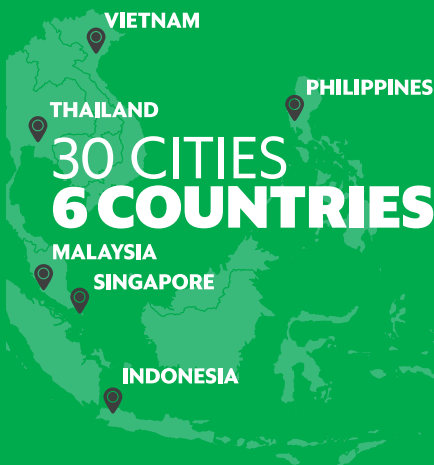 VIETNAM
PHILIPPINES
THAILAND
30 CITIES
6 COUNTRIES
MALAYSIA
SINGAPORE
INDONESIA